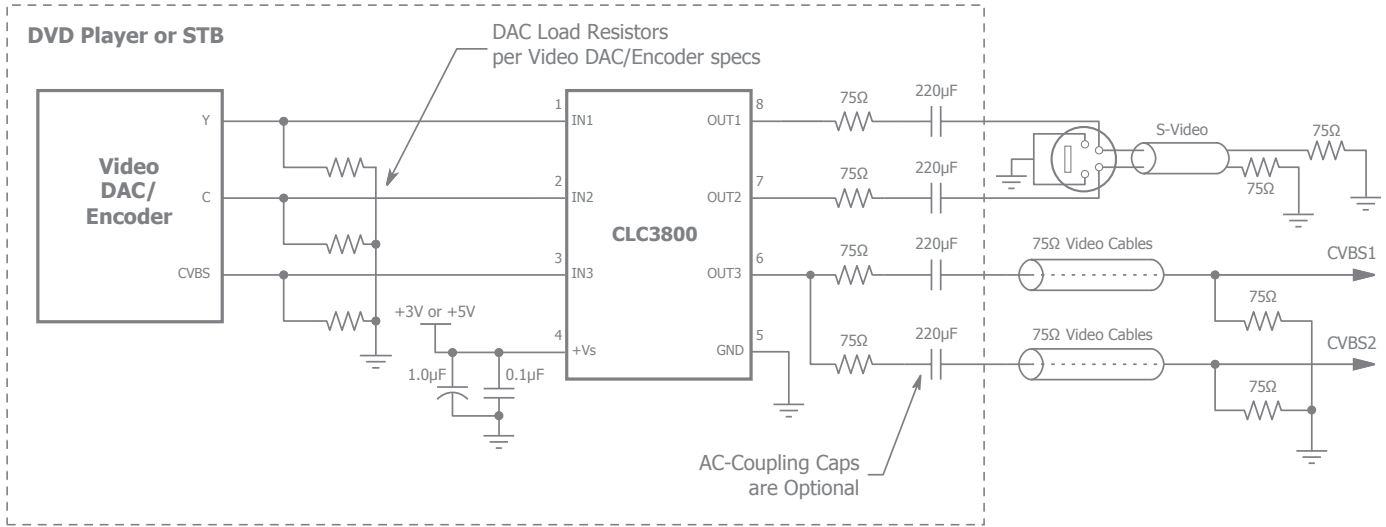 DVD Player or STB
DAC Load Resistors
per Video DAC/Encoder specs
Video
DAC/
Encoder
Y
C
CVBS
1
IN1
2
IN2
3
IN3
4
+Vs
CLC3800
8
OUT1
7
OUT2
6
OUT3
5
GND
+3V or +5V
1.0µF
0.1µF
75Ω
220µF
75Ω
220µF
75Ω
220µF
75Ω
220µF
AC-Coupling Caps
are Optional
S-Video
75Ω
75Ω
75Ω Video Cables
CVBS1
75Ω
75Ω Video Cables
CVBS2
75Ω